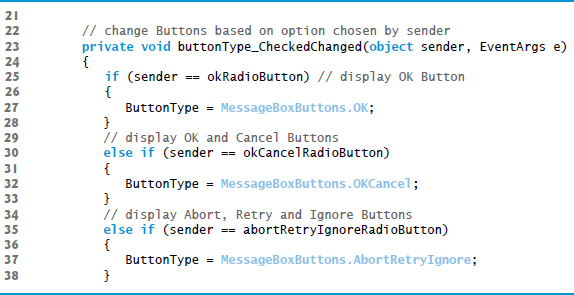 21
22 // change Buttons based on option chosen by sender
23 private void buttonType_CheckedChanged(object sender, EventArgs e)
24 {
25 if (sender == okRadioButton) // display OK Button
26 {
27 ButtonType = MessageBoxButtons.OK;
28 }
29 // display OK and Cancel Buttons
30 else if (sender == okCancelRadioButton)
31 {
32 ButtonType = MessageBoxButtons.OKCancel;
33 }
34 // display Abort, Retry and Ignore Buttons
35 else if (sender == abortRetryIgnoreRadioButton)
36 {
37 ButtonType = MessageBoxButtons.AbortRetryIgnore;
38 }